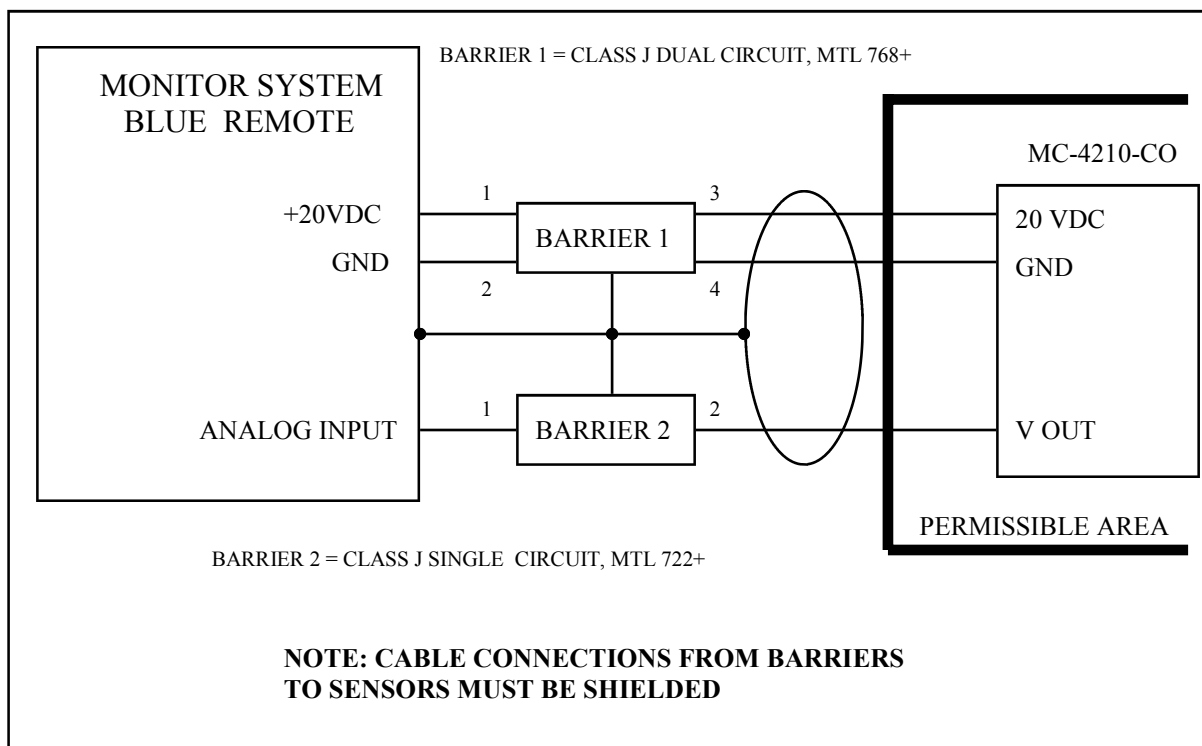 BARRIER 1 = CLASS J DUAL CIRCUIT, MTL 768+
MONITOR SYSTEM
BLUE REMOTE
MC-4210-CO
1
3
+20VDC
BARRIER 1
20 VDC
GND
GND
2
4
1
2
ANALOG INPUT
BARRIER 2
V OUT
PERMISSIBLE AREA
BARRIER 2 = CLASS J SINGLE CIRCUIT, MTL 722+
NOTE: CABLE CONNECTIONS FROM BARRIERS
TO SENSORS MUST BE SHIELDED